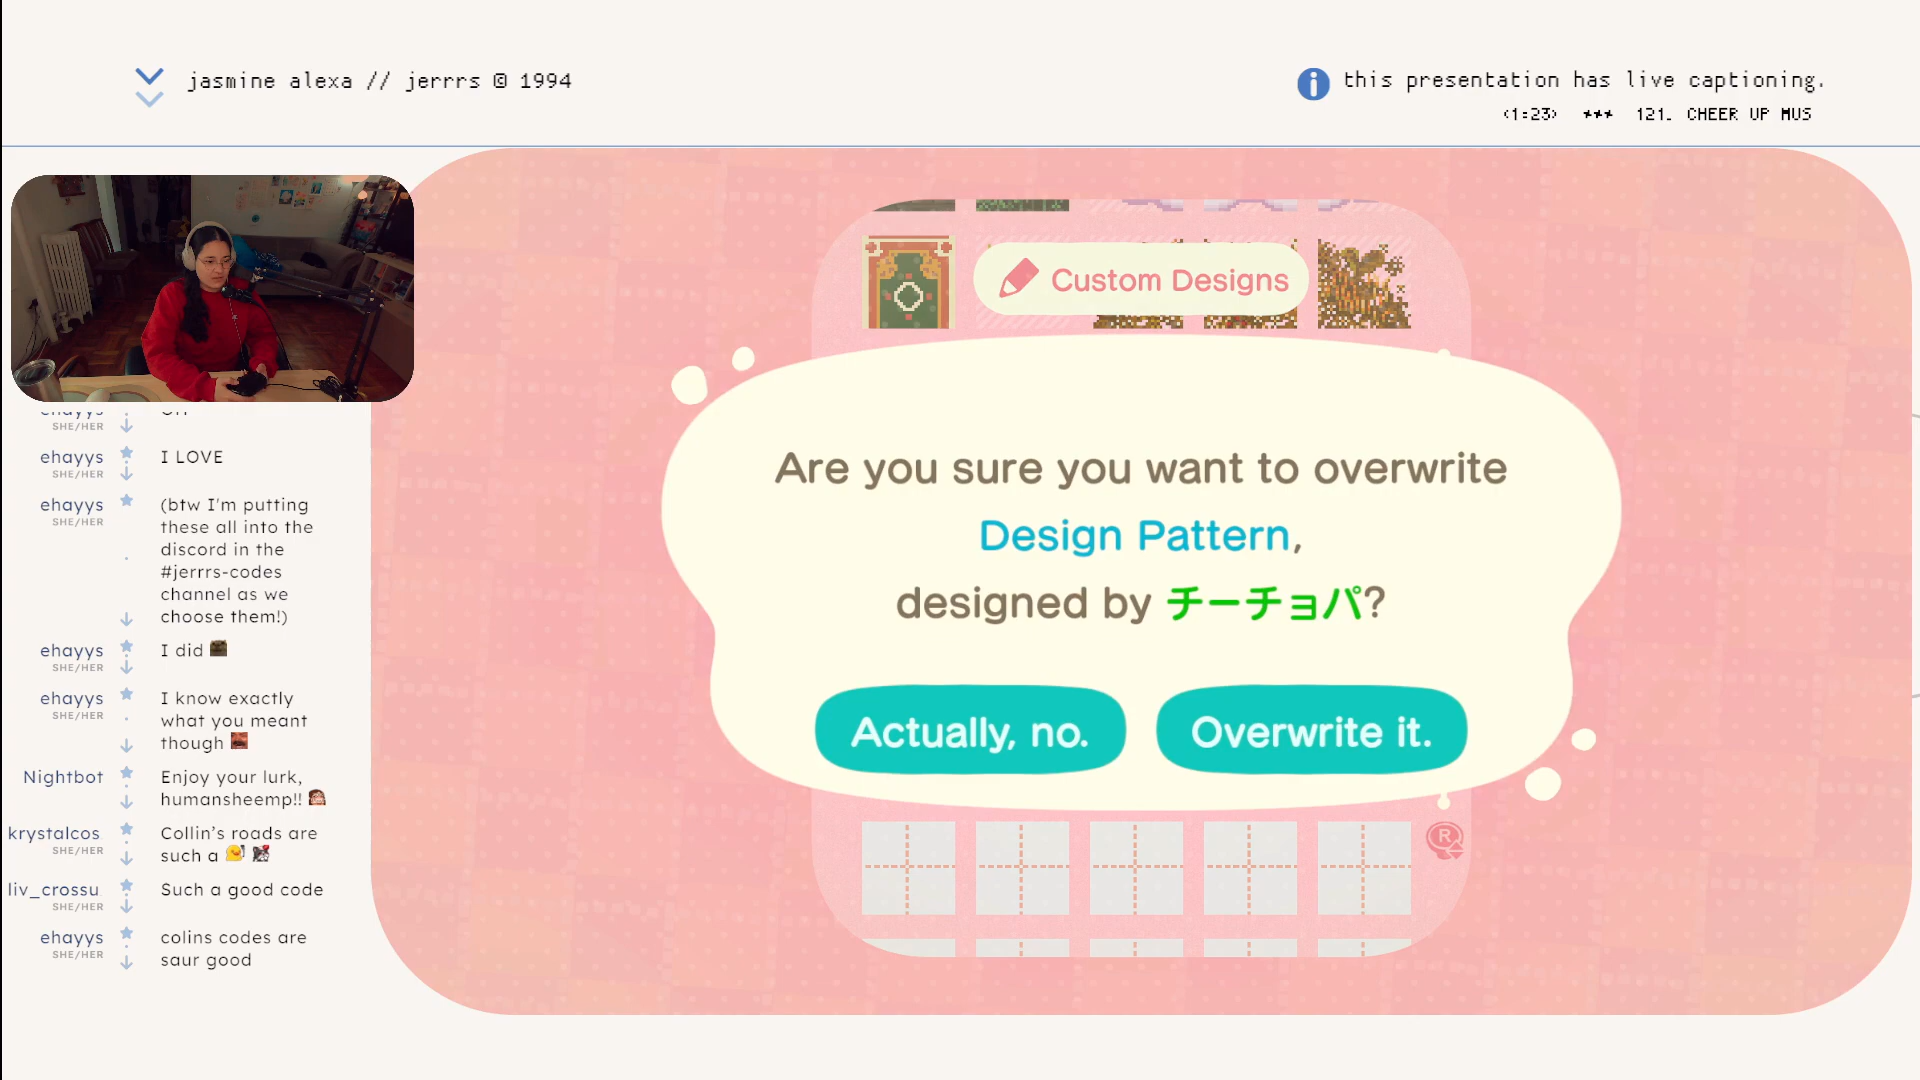 jasmine alexa // jerrrs © 1994
this presentation has live captioning.
<1:23> *** 121. CHEER UP MUS
Custom Designs
Are you sure you want to overwrite
Design Pattern,
designed by チーチョパ?
Actually, no.
Overwrite it.
R
ehayys
SHE/HER
ehayys
SHE/HER
I LOVE
ehayys
SHE/HER
(btw I'm putting
these all into the
discord in the
#jerrrs-codes
channel as we
choose them!)
ehayys
SHE/HER
I did
ehayys
SHE/HER
I know exactly
what you meant
though
Nightbot
Enjoy your lurk,
humansheemp!!
krystalcos
SHE/HER
Collin's roads are
such a
liv_crossu
SHE/HER
Such a good code
ehayys
SHE/HER
colins codes are
saur good